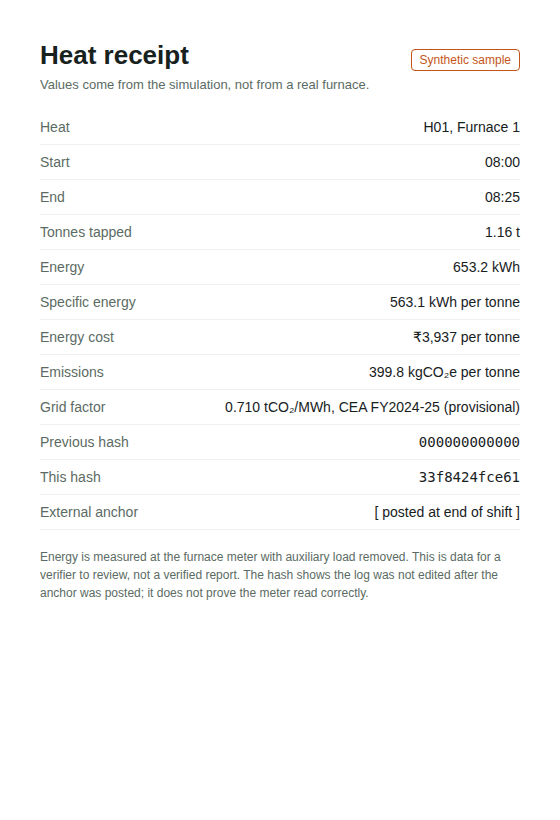 Heat receipt
Synthetic sample
Values come from the simulation, not from a real furnace.
Heat H01, Furnace 1
Start 08:00
End 08:25
Tonnes tapped 1.16 t
Energy 653.2 kWh
Specific energy 563.1 kWh per tonne
Energy cost ₹3,937 per tonne
Emissions 399.8 kgCO₂e per tonne
Grid factor 0.710 tCO₂/MWh, CEA FY2024-25 (provisional)
Previous hash 000000000000
This hash 33f8424fce61
External anchor [ posted at end of shift ]
Energy is measured at the furnace meter with auxiliary load removed. This is data for a
verifier to review, not a verified report. The hash shows the log was not edited after the
anchor was posted; it does not prove the meter read correctly.